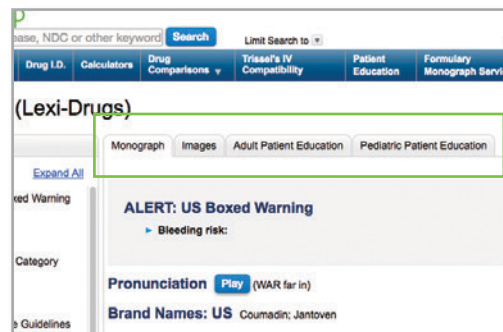 ease, NDC or other keyword Search Limit Search to
Drug I.D. Calculators Drug Comparisons Trissel's IV Compatibility Patient Education Formulary Monograph Servi
(Lexi-Drugs)
Monograph Images Adult Patient Education Pediatric Patient Education
Expand All
xed Warning
ALERT: US Boxed Warning
Bleeding risk:
Category
Pronunciation Play (WAR far in)
Brand Names: US Coumadin; Jantoven
e Guidelines